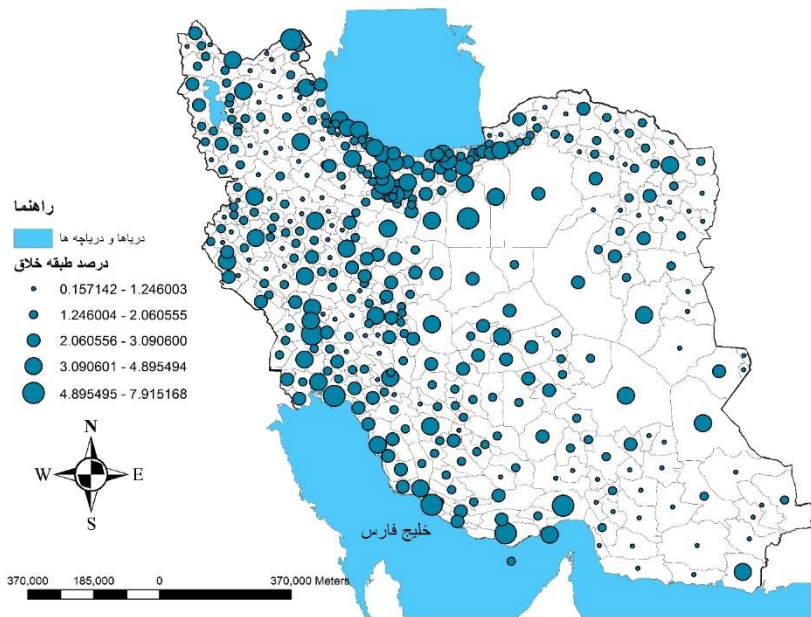 راهنما
دریاها و دریاچه ها
درصد طبقه خلاق
0.157142 - 1.246003
1.246004 - 2.060555
2.060556 - 3.090600
3.090601 - 4.895494
4.895495 - 7.915168
N
W E
S
خلیج فارس
370,000 185,000 0 370,000 Meters